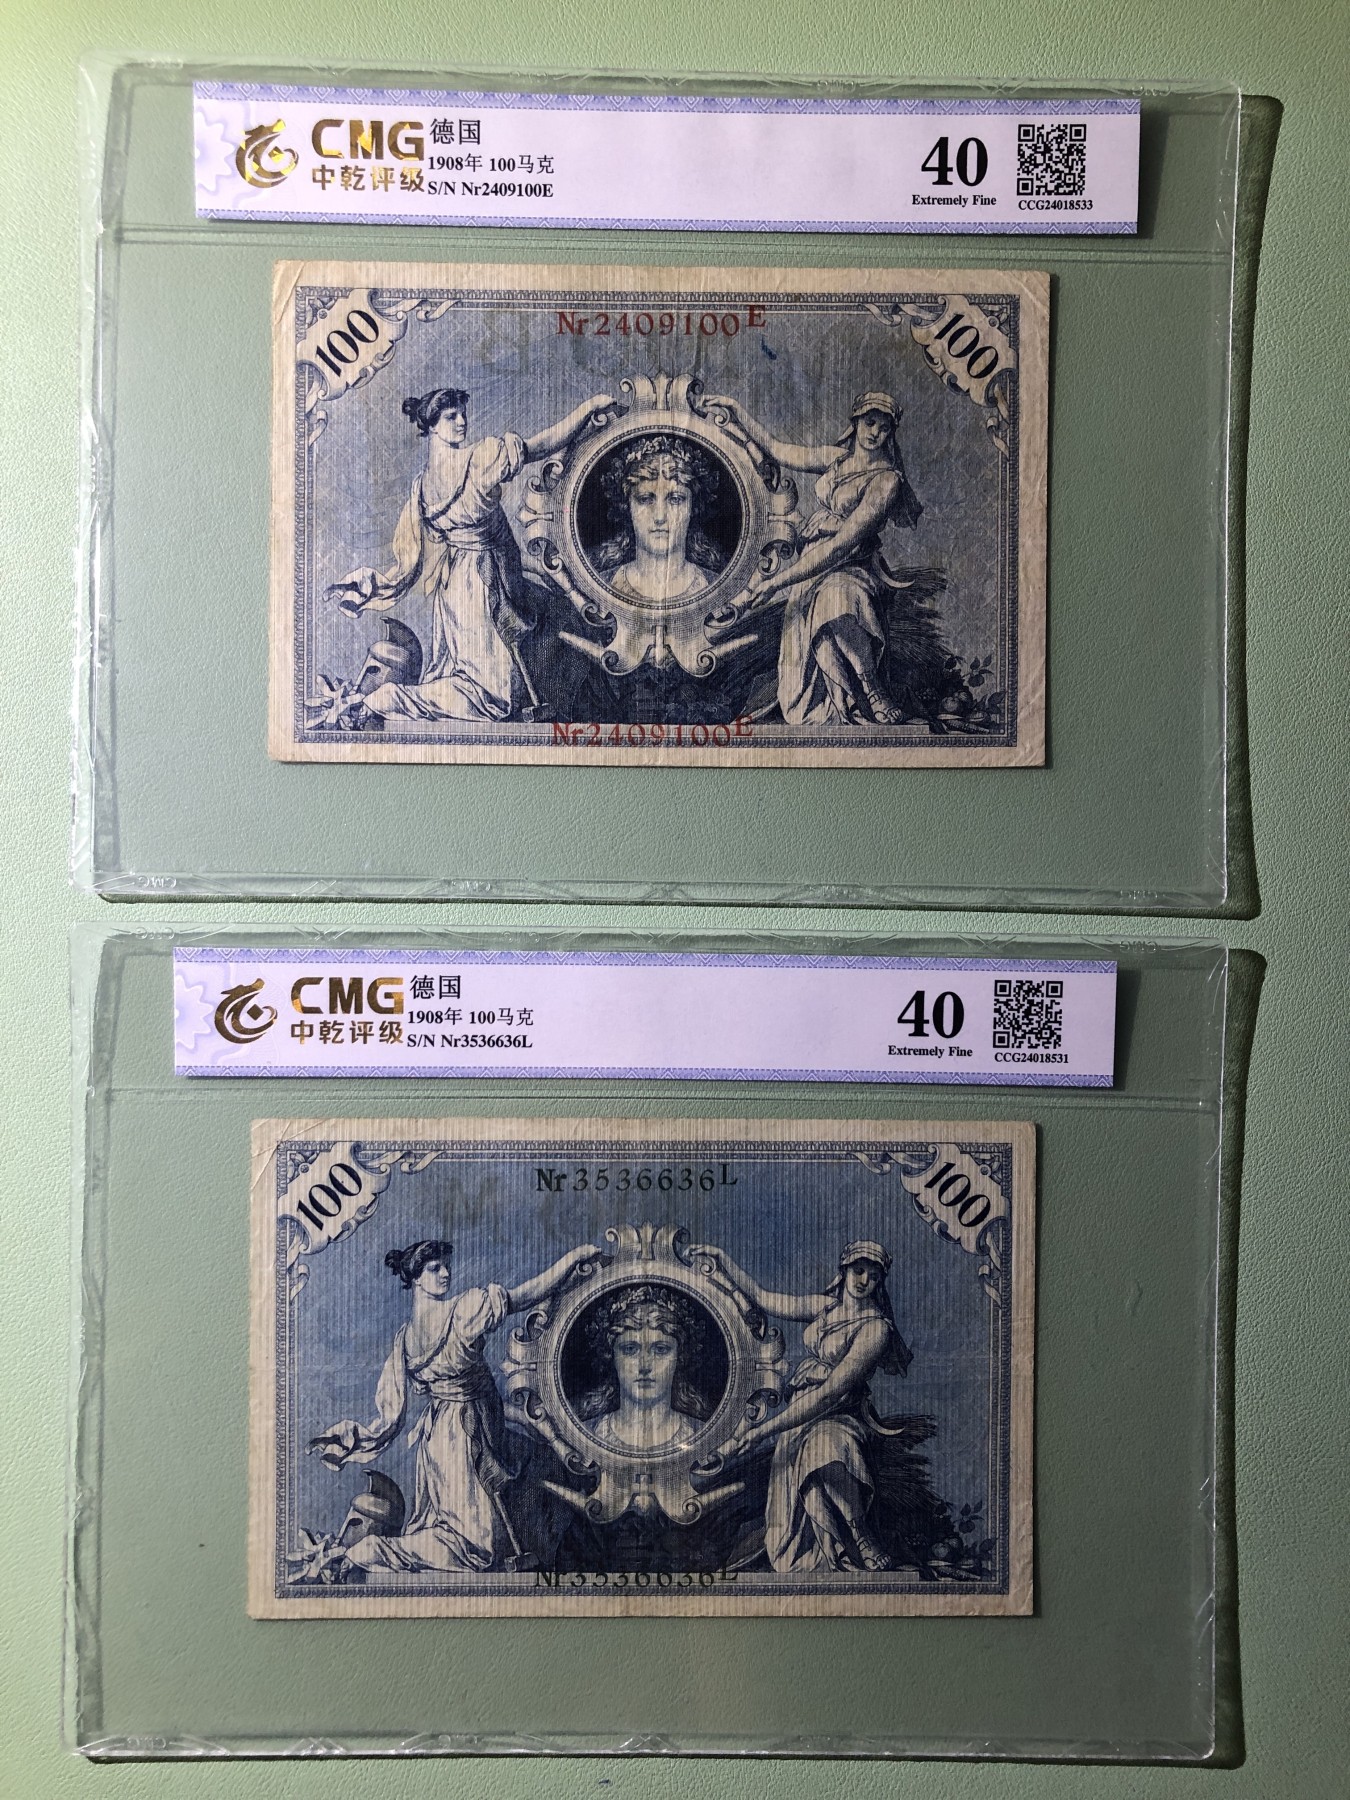 CMG 德国
中乾评级
1908年 100马克
S/N Nr2409100E
40
Extremely Fine
CCG24018533
100
Nr2409100E
100
Nr2409100E
CMG 德国
中乾评级
1908年 100马克
S/N Nr3536636L
40
Extremely Fine
CCG24018531
100
Nr3536636L
100
Nr3536636L